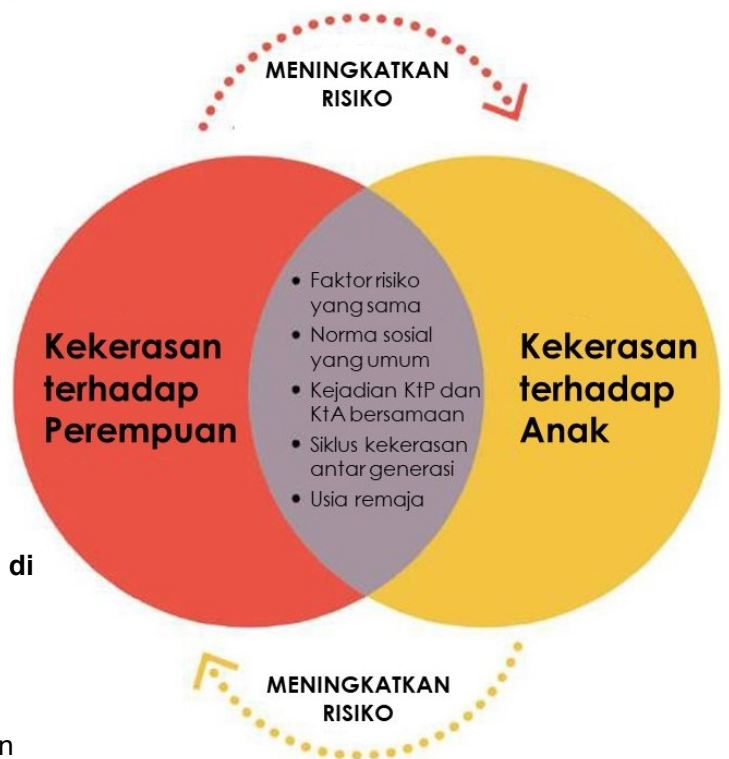 MENINGKATKAN
RISIKO
• Faktor risiko
yang sama
• Norma sosial
yang umum
• Kejadian KtP dan
KtA bersamaan
• Siklus kekerasan
antar generasi
• Usia remaja
Kekerasan
terhadap
Perempuan
Kekerasan
terhadap
Anak
di
MENINGKATKAN
RISIKO
n